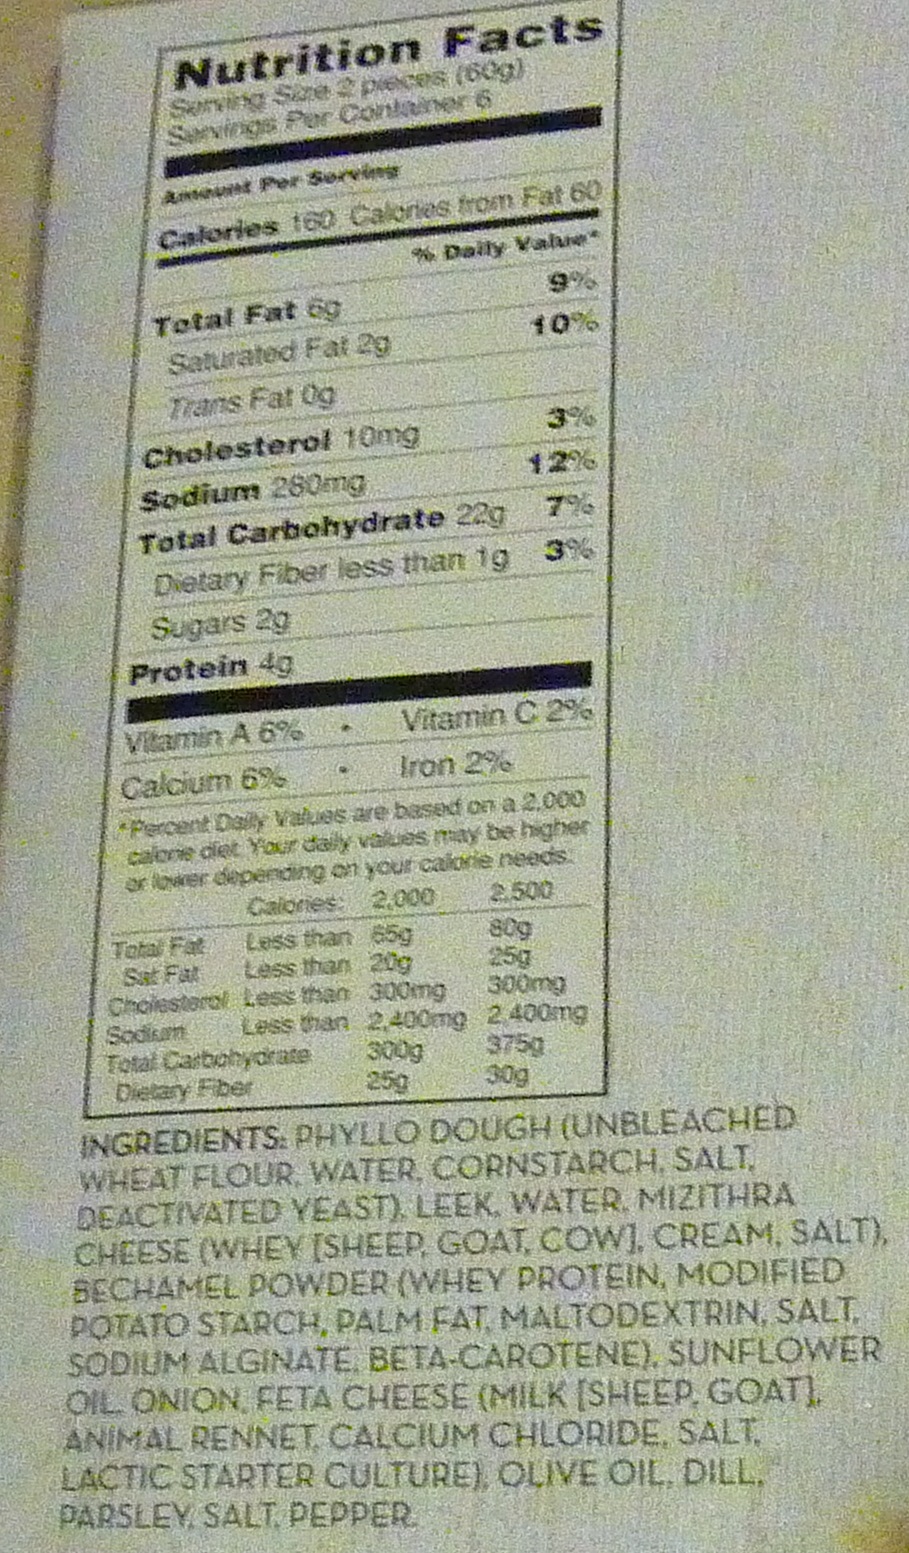 Nutrition Facts
Serving Size 2 pieces (60g)
Servings Per Container 6
Amount Per Serving
Calories 160 Calories from Fat 60
% Daily Value*
Total Fat 6g 9%
Saturated Fat 2g 10%
Trans Fat 0g
Cholesterol 10mg 3%
Sodium 280mg 12%
Total Carbohydrate 22g 7%
Dietary Fiber less than 1g 3%
Sugars 2g
Protein 4g
Vitamin A 6% • Vitamin C 2%
Calcium 6% • Iron 2%
*Percent Daily Values are based on a 2,000
calorie diet. Your daily values may be higher
or lower depending on your calorie needs.
Calories: 2,000 2,500
Total Fat Less than 65g 80g
Sat Fat Less than 20g 25g
Cholesterol Less than 300mg 300mg
Sodium Less than 2,400mg 2,400mg
Total Carbohydrate 300g 375g
Dietary Fiber 25g 30g
INGREDIENTS: PHYLLO DOUGH (UNBLEACHED
WHEAT FLOUR, WATER, CORNSTARCH, SALT,
DEACTIVATED YEAST), LEEK, WATER, MIZITHRA
CHEESE (WHEY [SHEEP, GOAT, COW], CREAM, SALT),
BECHAMEL POWDER (WHEY PROTEIN, MODIFIED
POTATO STARCH, PALM FAT, MALTODEXTRIN, SALT,
SODIUM ALGINATE, BETA-CAROTENE), SUNFLOWER
OIL, ONION, FETA CHEESE (MILK [SHEEP, GOAT],
ANIMAL RENNET, CALCIUM CHLORIDE, SALT,
LACTIC STARTER CULTURE), OLIVE OIL, DILL,
PARSLEY, SALT, PEPPER.